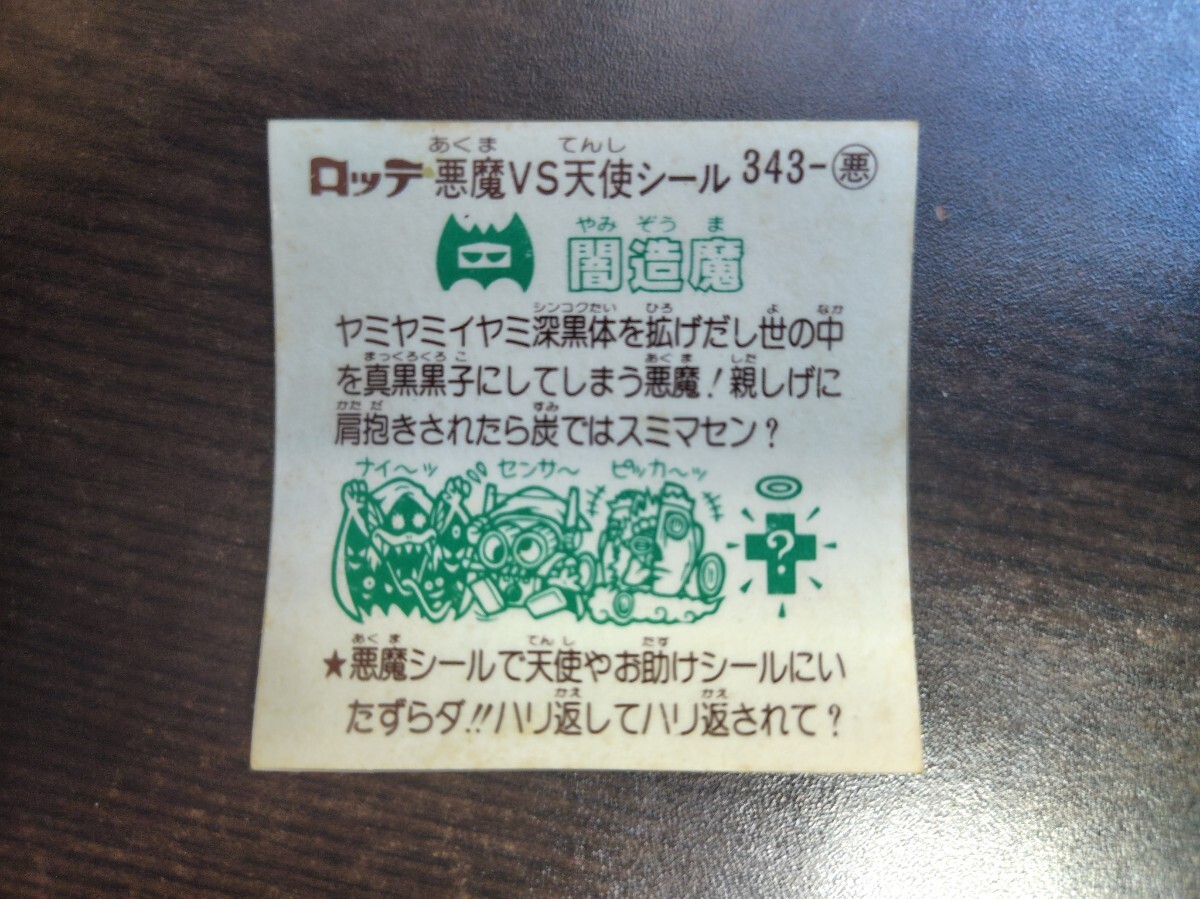 あくま てんし
ロッテ 悪魔VS天使シール 343-悪
やみ ぞう ま
闇造魔
シンコクたい ひろ よ なか
ヤミヤミイヤミ深黒体を拡げだし世の中
まっくろくろこ あくま した
を真黒黒子にしてしまう悪魔!親しげに
かただ すみ
肩抱きされたら炭ではスミマセン?
ナイ〜ッ センサ〜 ピッカ〜ッ
?
あくま てんし たす
★悪魔シールで天使やお助けシールにい
かえ かえ
たずらダ!!ハリ返してハリ返されて?